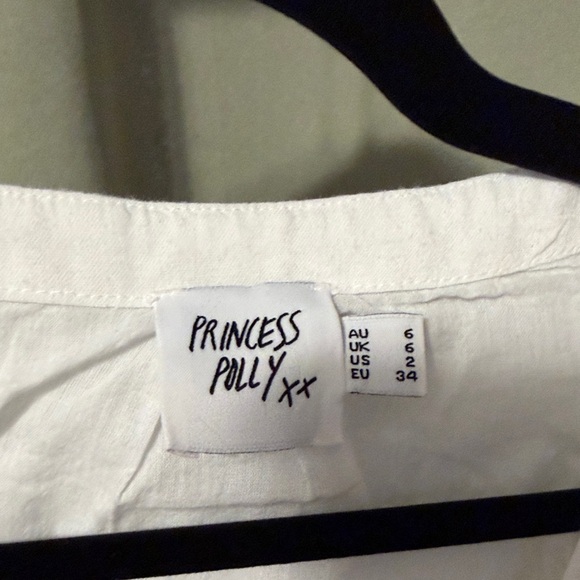 PRINCESS
POLLY xx
AU 6
UK 6
US 2
EU 34